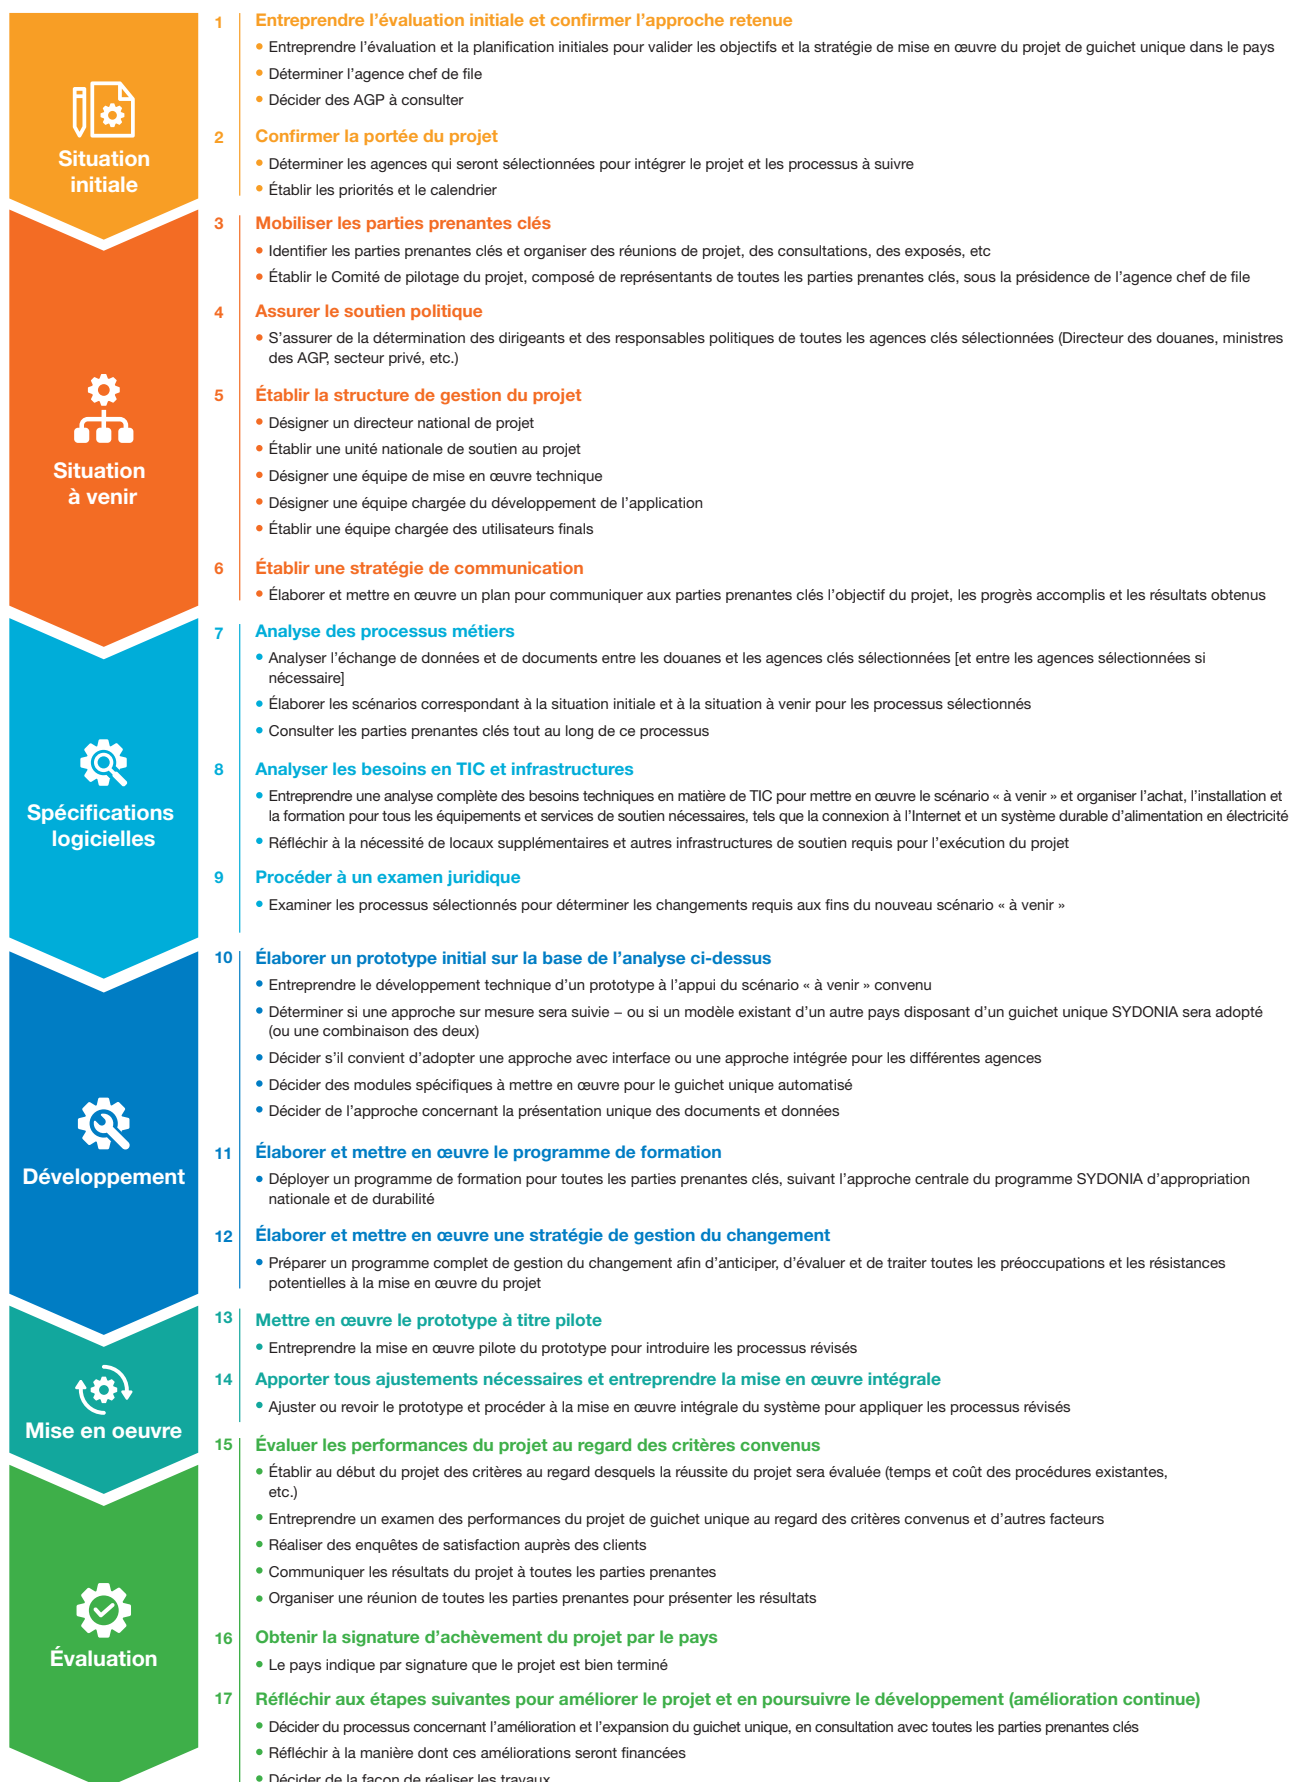 Situation
initiale
1 Entreprendre l'évaluation initiale et confirmer l'approche retenue
• Entreprendre l'évaluation et la planification initiales pour valider les objectifs et la stratégie de mise en œuvre du projet de guichet unique dans le pays
• Déterminer l'agence chef de file
• Décider des AGP à consulter
2 Confirmer la portée du projet
• Déterminer les agences qui seront sélectionnées pour intégrer le projet et les processus à suivre
• Établir les priorités et le calendrier
Situation
à venir
3 Mobiliser les parties prenantes clés
• Identifier les parties prenantes clés et organiser des réunions de projet, des consultations, des exposés, etc
• Établir le Comité de pilotage du projet, composé de représentants de toutes les parties prenantes clés, sous la présidence de l'agence chef de file
4 Assurer le soutien politique
• S'assurer de la détermination des dirigeants et des responsables politiques de toutes les agences clés sélectionnées (Directeur des douanes, ministres
des AGP, secteur privé, etc.)
5 Établir la structure de gestion du projet
• Désigner un directeur national de projet
• Établir une unité nationale de soutien au projet
• Désigner une équipe de mise en œuvre technique
• Désigner une équipe chargée du développement de l'application
• Établir une équipe chargée des utilisateurs finals
6 Établir une stratégie de communication
• Élaborer et mettre en œuvre un plan pour communiquer aux parties prenantes clés l'objectif du projet, les progrès accomplis et les résultats obtenus
Spécifications
logicielles
7 Analyse des processus métiers
• Analyser l'échange de données et de documents entre les douanes et les agences clés sélectionnées [et entre les agences sélectionnées si
nécessaire]
• Élaborer les scénarios correspondant à la situation initiale et à la situation à venir pour les processus sélectionnés
• Consulter les parties prenantes clés tout au long de ce processus
8 Analyser les besoins en TIC et infrastructures
• Entreprendre une analyse complète des besoins techniques en matière de TIC pour mettre en œuvre le scénario « à venir » et organiser l'achat, l'installation et
la formation pour tous les équipements et services de soutien nécessaires, tels que la connexion à l'Internet et un système durable d'alimentation en électricité
• Réfléchir à la nécessité de locaux supplémentaires et autres infrastructures de soutien requis pour l'exécution du projet
9 Procéder à un examen juridique
• Examiner les processus sélectionnés pour déterminer les changements requis aux fins du nouveau scénario « à venir »
Développement
10 Élaborer un prototype initial sur la base de l'analyse ci-dessus
• Entreprendre le développement technique d'un prototype à l'appui du scénario « à venir » convenu
• Déterminer si une approche sur mesure sera suivie – ou si un modèle existant d'un autre pays disposant d'un guichet unique SYDONIA sera adopté
(ou une combinaison des deux)
• Décider s'il convient d'adopter une approche avec interface ou une approche intégrée pour les différentes agences
• Décider des modules spécifiques à mettre en œuvre pour le guichet unique automatisé
• Décider de l'approche concernant la présentation unique des documents et données
11 Élaborer et mettre en œuvre le programme de formation
• Déployer un programme de formation pour toutes les parties prenantes clés, suivant l'approche centrale du programme SYDONIA d'appropriation
nationale et de durabilité
12 Élaborer et mettre en œuvre une stratégie de gestion du changement
• Préparer un programme complet de gestion du changement afin d'anticiper, d'évaluer et de traiter toutes les préoccupations et les résistances
potentielles à la mise en œuvre du projet
Mise en oeuvre
13 Mettre en œuvre le prototype à titre pilote
• Entreprendre la mise en œuvre pilote du prototype pour introduire les processus révisés
14 Apporter tous ajustements nécessaires et entreprendre la mise en œuvre intégrale
• Ajuster ou revoir le prototype et procéder à la mise en œuvre intégrale du système pour appliquer les processus révisés
Évaluation
15 Évaluer les performances du projet au regard des critères convenus
• Établir au début du projet des critères au regard desquels la réussite du projet sera évaluée (temps et coût des procédures existantes,
etc.)
• Entreprendre un examen des performances du projet de guichet unique au regard des critères convenus et d'autres facteurs
• Réaliser des enquêtes de satisfaction auprès des clients
• Communiquer les résultats du projet à toutes les parties prenantes
• Organiser une réunion de toutes les parties prenantes pour présenter les résultats
16 Obtenir la signature d'achèvement du projet par le pays
• Le pays indique par signature que le projet est bien terminé
17 Réfléchir aux étapes suivantes pour améliorer le projet et en poursuivre le développement (amélioration continue)
• Décider du processus concernant l'amélioration et l'expansion du guichet unique, en consultation avec toutes les parties prenantes clés
• Réfléchir à la manière dont ces améliorations seront financées
• Décider de la façon de réaliser les travaux